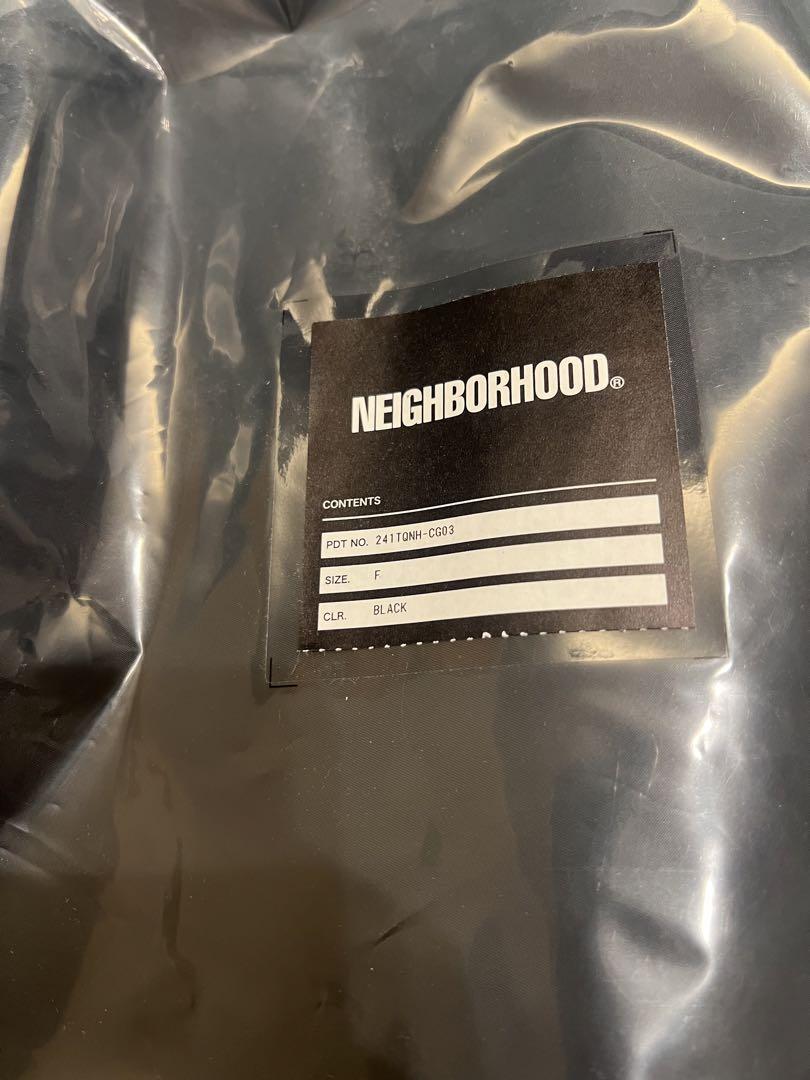 NEIGHBORHOOD®
CONTENTS
PDT NO. 241TQNH-CG03
SIZE. F
CLR. BLACK